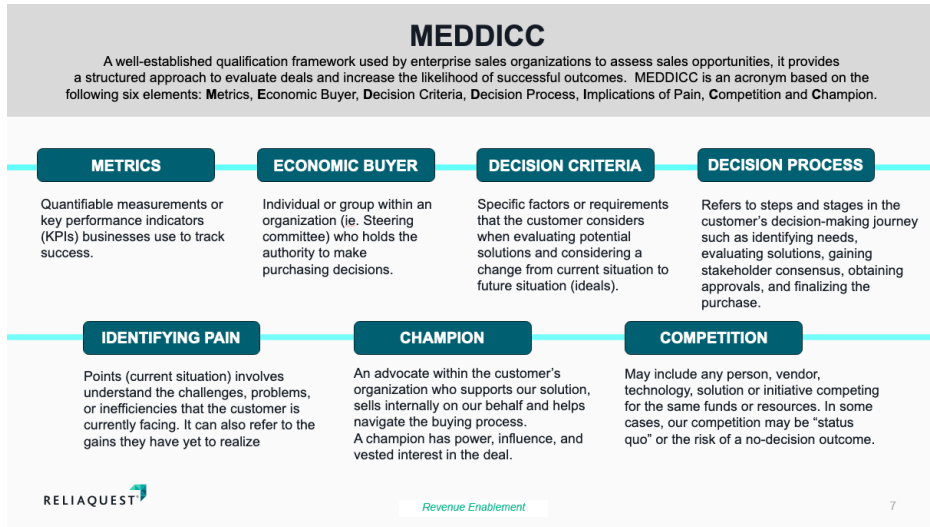 MEDDICC
A well-established qualification framework used by enterprise sales organizations to assess sales opportunities, it provides
a structured approach to evaluate deals and increase the likelihood of successful outcomes.  MEDDICC is an acronym based on the
following six elements: Metrics, Economic Buyer, Decision Criteria, Decision Process, Implications of Pain, Competition and Champion.
METRICS
Quantifiable measurements or
key performance indicators
(KPIs) businesses use to track
success.
ECONOMIC BUYER
Individual or group within an
organization (ie. Steering
committee) who holds the
authority to make
purchasing decisions.
DECISION CRITERIA
Specific factors or requirements
that the customer considers
when evaluating potential
solutions and considering a
change from current situation to
future situation (ideals).
DECISION PROCESS
Refers to steps and stages in the
customer’s decision-making journey
such as identifying needs,
evaluating solutions, gaining
stakeholder consensus, obtaining
approvals, and finalizing the
purchase.
IDENTIFYING PAIN
Points (current situation) involves
understand the challenges, problems,
or inefficiencies that the customer is
currently facing. It can also refer to the
gains they have yet to realize
CHAMPION
An advocate within the customer’s
organization who supports our solution,
sells internally on our behalf and helps
navigate the buying process.
A champion has power, influence, and
vested interest in the deal.
COMPETITION
May include any person, vendor,
technology, solution or initiative competing
for the same funds or resources. In some
cases, our competition may be “status
quo” or the risk of a no-decision outcome.
RELIAQUEST
Revenue Enablement
7